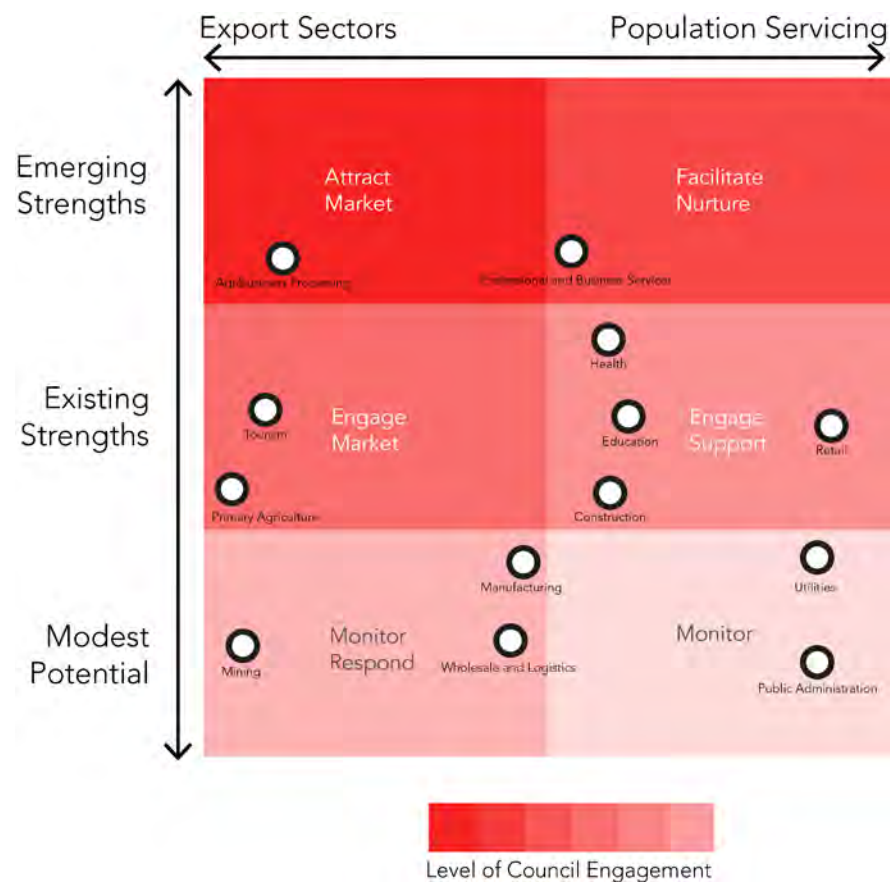 Export Sectors
Population Servicing
Emerging
Strengths
Attract
Market
Facilitate
Nurture
Agribusiness Processing
Professional and Business Services
Existing
Strengths
Health
Tourism
Engage
Market
Education
Engage
Support
Retail
Primary Agriculture
Construction
Modest
Potential
Manufacturing
Utilities
Mining
Monitor
Respond
Wholesale and Logistics
Monitor
Public Administration
Level of Council Engagement